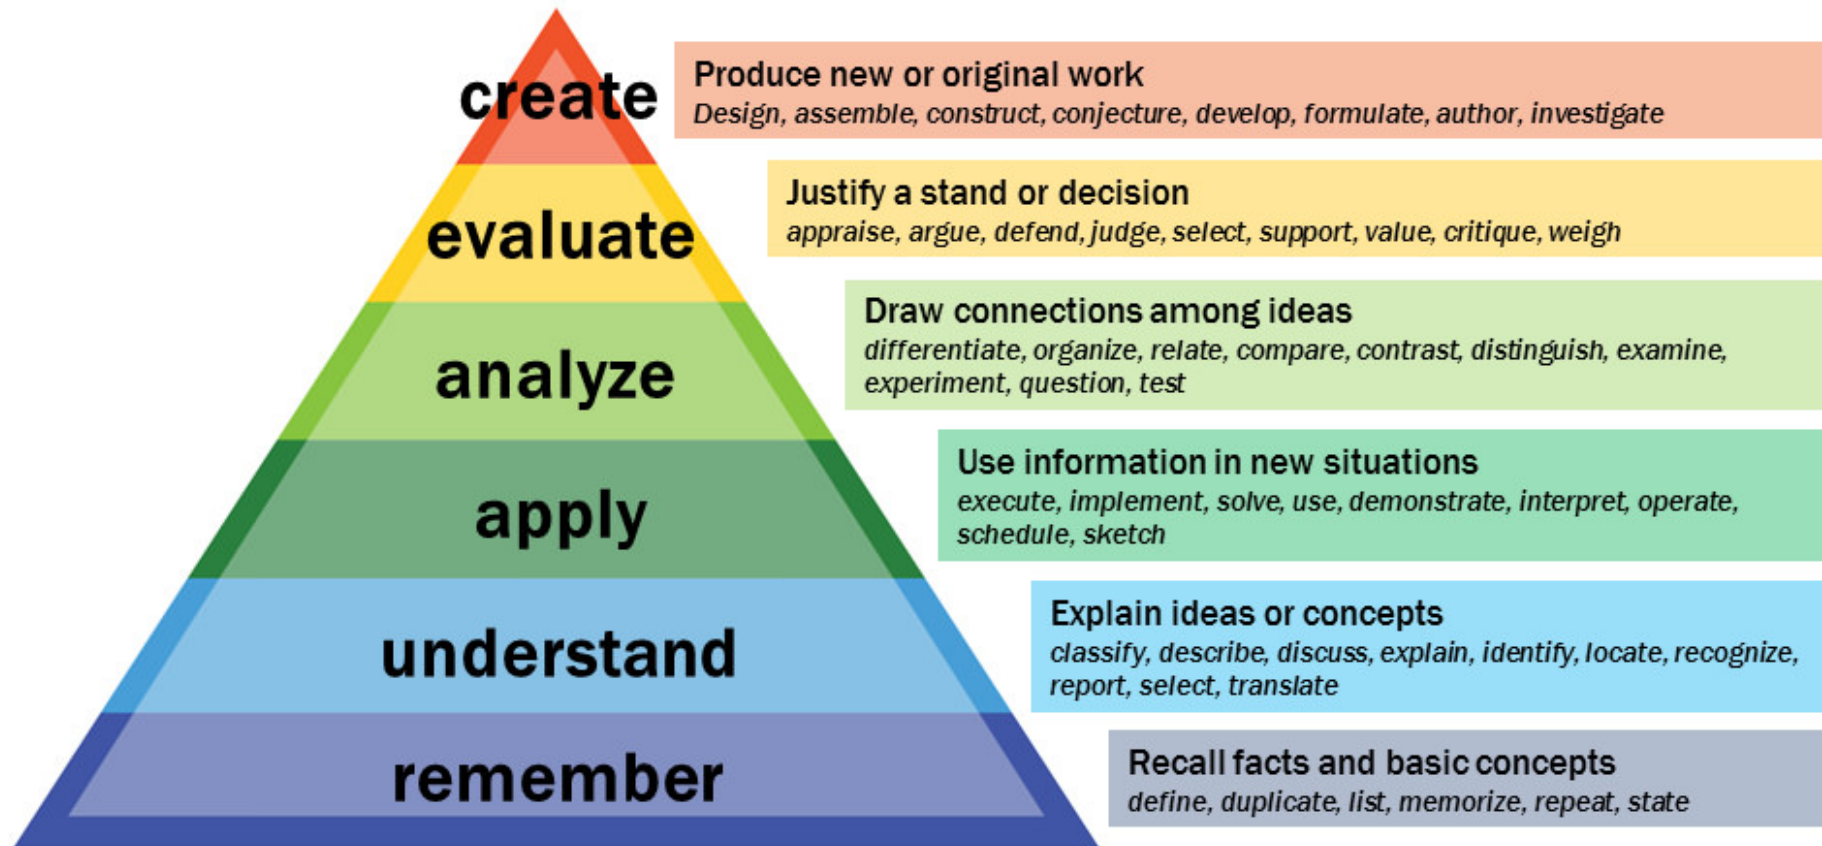 create
Produce new or original work
Design, assemble, construct, conjecture, develop, formulate, author, investigate
evaluate
Justify a stand or decision
appraise, argue, defend, judge, select, support, value, critique, weigh
analyze
Draw connections among ideas
differentiate, organize, relate, compare, contrast, distinguish, examine,
experiment, question, test
apply
Use information in new situations
execute, implement, solve, use, demonstrate, interpret, operate,
schedule, sketch
understand
Explain ideas or concepts
classify, describe, discuss, explain, identify, locate, recognize,
report, select, translate
remember
Recall facts and basic concepts
define, duplicate, list, memorize, repeat, state